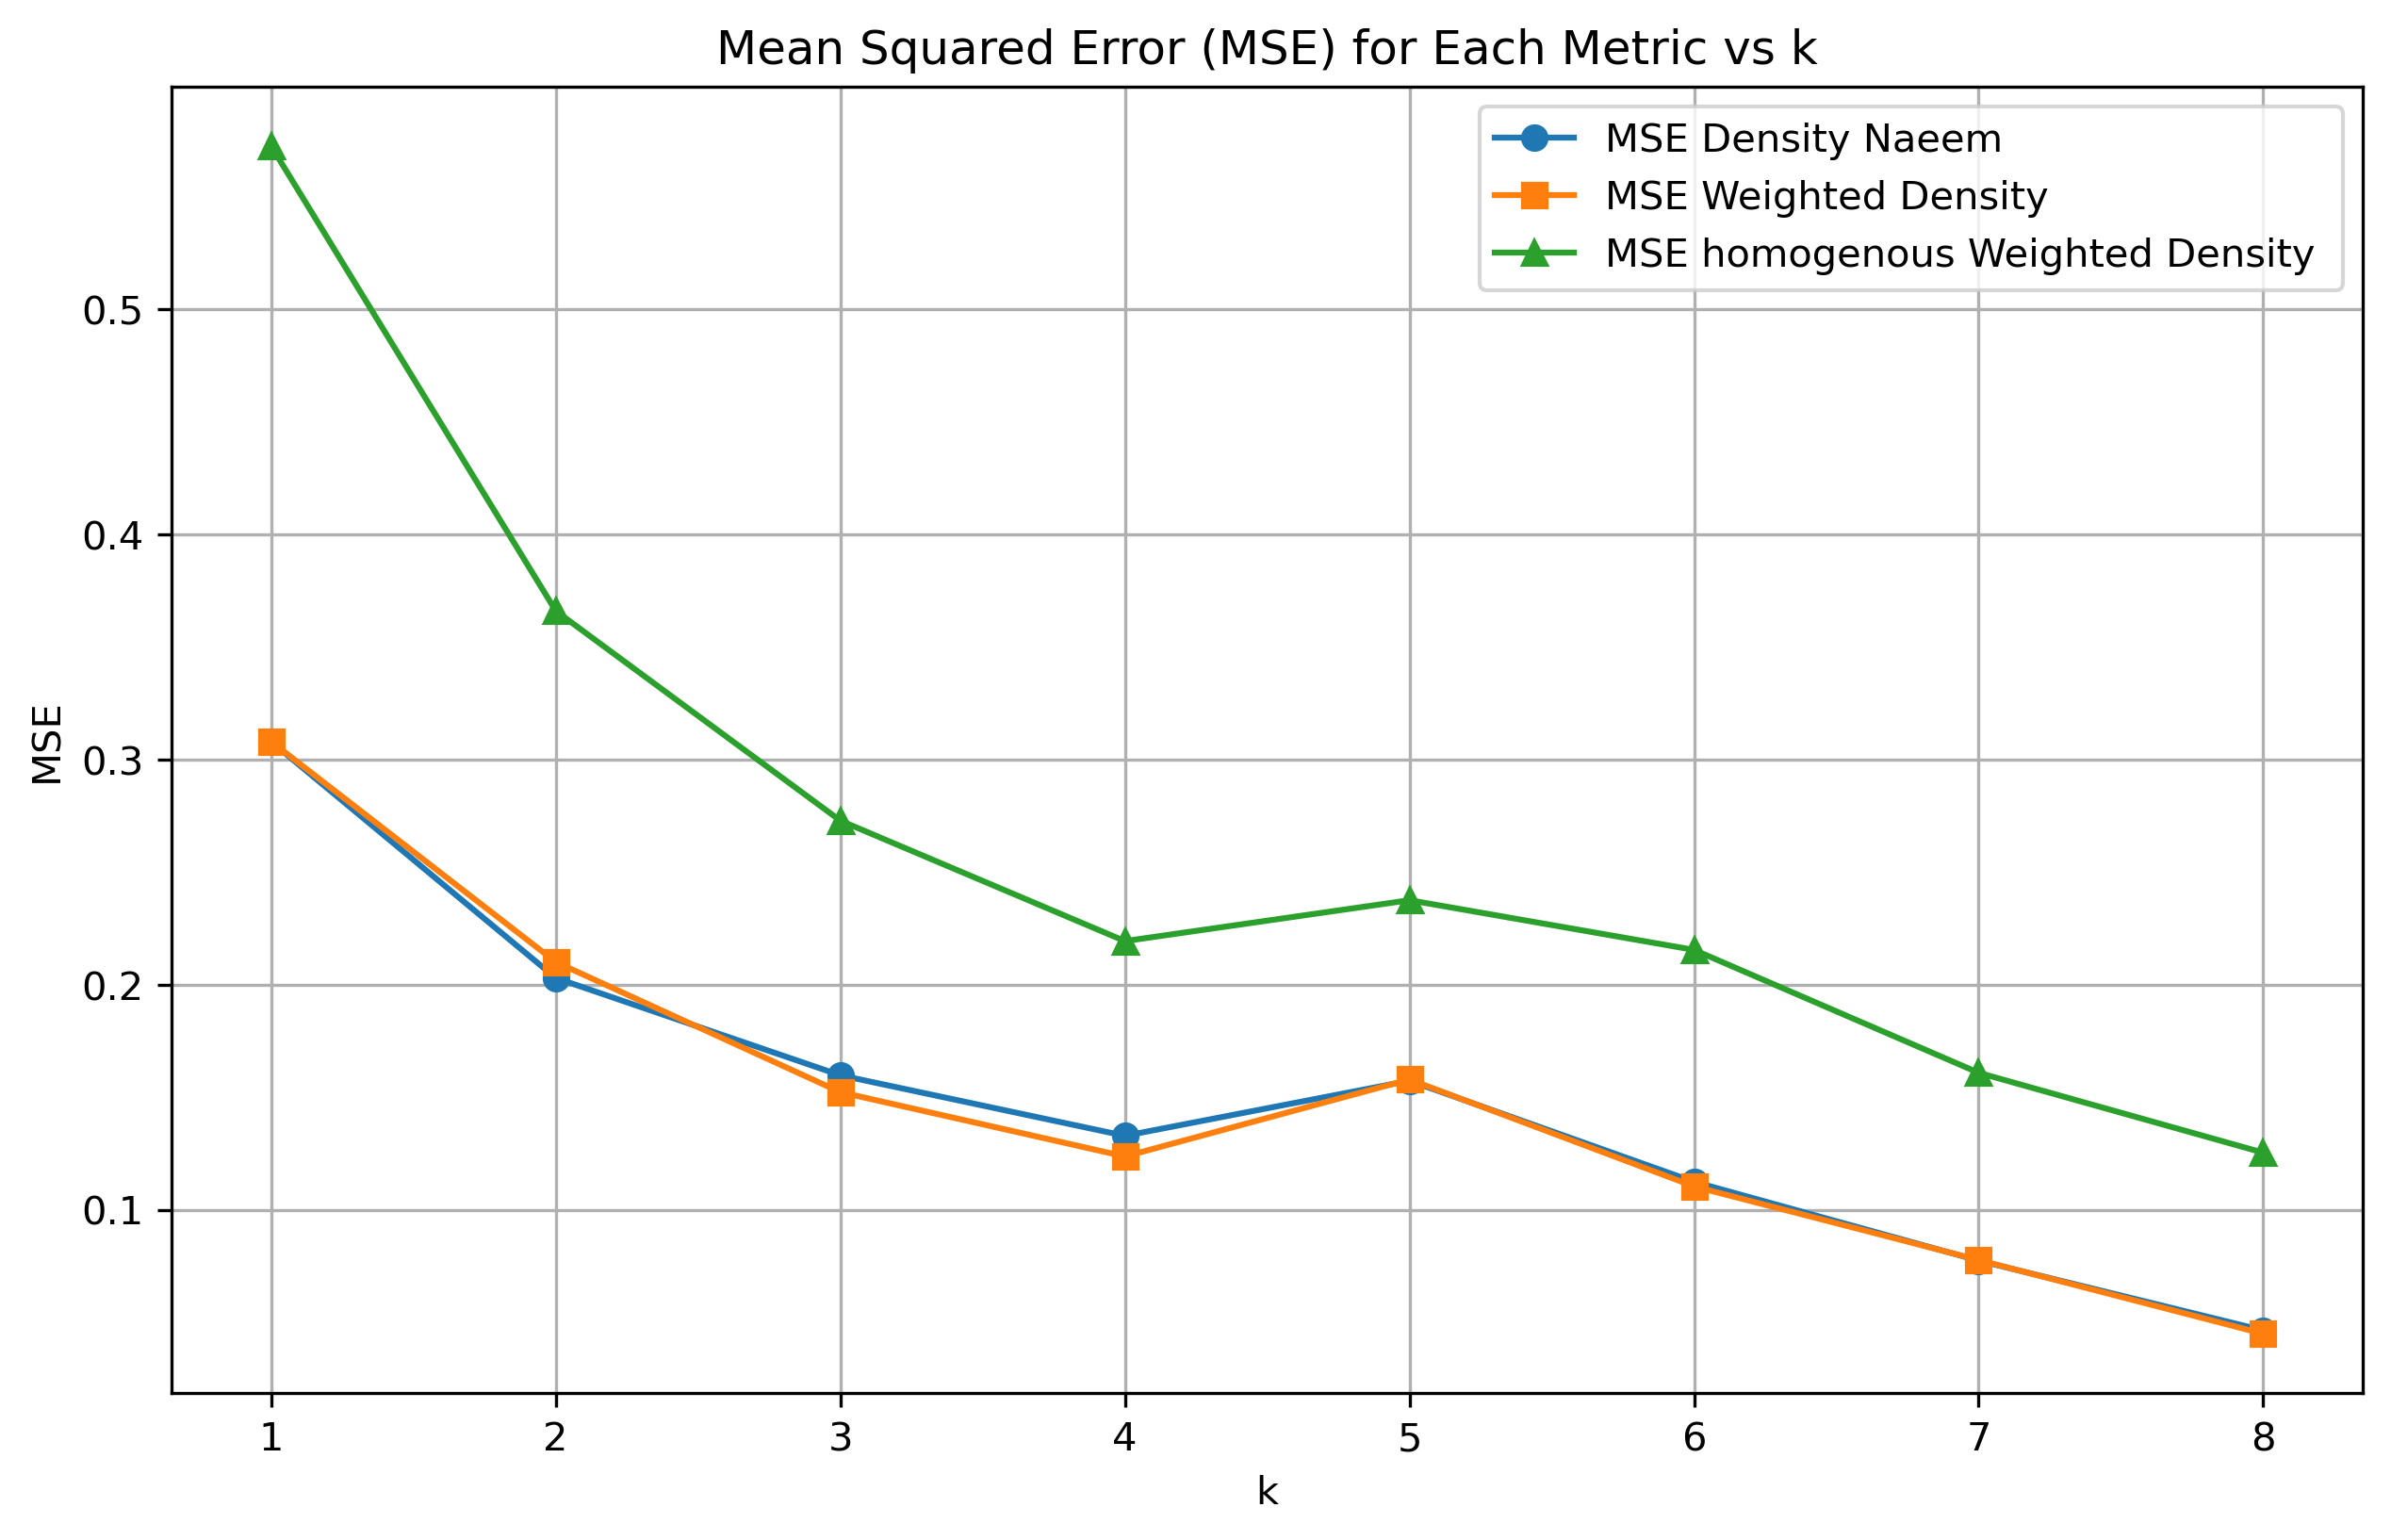 Mean Squared Error (MSE) for Each Metric vs k
MSE Density Naeem
MSE Weighted Density
MSE homogenous Weighted Density
MSE
0.5
0.4
0.3
0.2
0.1
1 2 3 4 5 6 7 8
k